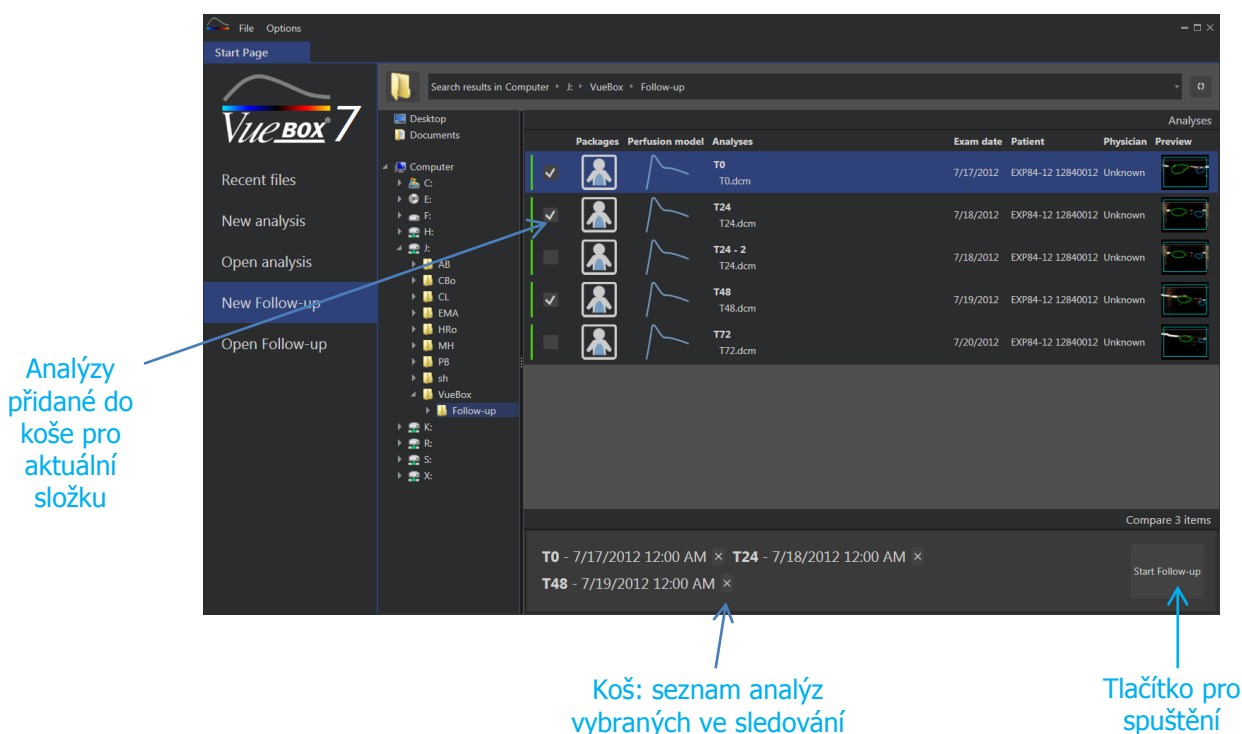 File Options
Start Page
VueBOX® 7
Recent files
New analysis
Open analysis
New Follow-up
Open Follow-up
Search results in Computer ▸ J: ▸ VueBox ▸ Follow-up
Desktop
Documents
Computer
C:
E:
F:
H:
J:
AB
CBo
CL
EMA
HRo
MH
PB
sh
VueBox
Follow-up
K:
R:
S:
X:
Analyses
Packages Perfusion model Analyses Exam date Patient Physician Preview
T0
T0.dcm
7/17/2012 EXP84-12 12840012 Unknown
T24
T24.dcm
7/18/2012 EXP84-12 12840012 Unknown
T24 - 2
T24.dcm
7/18/2012 EXP84-12 12840012 Unknown
T48
T48.dcm
7/19/2012 EXP84-12 12840012 Unknown
T72
T72.dcm
7/20/2012 EXP84-12 12840012 Unknown
Compare 3 items
T0 - 7/17/2012 12:00 AM × T24 - 7/18/2012 12:00 AM ×
T48 - 7/19/2012 12:00 AM ×
Start Follow-up
Analýzy
přidané do
koše pro
aktuální
složku
Koš: seznam analýz
vybraných ve sledování
Tlačítko pro
spuštění